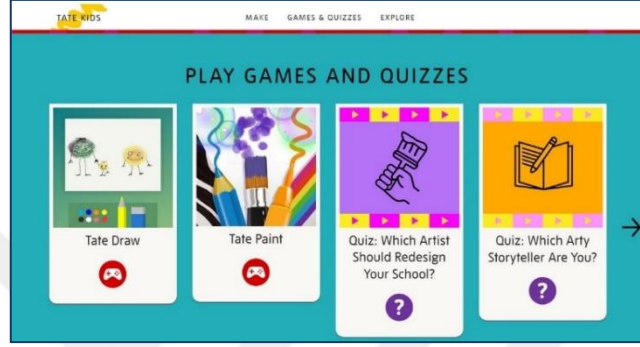 TATE KIDS
MAKE GAMES & QUIZZES EXPLORE
PLAY GAMES AND QUIZZES
Tate Draw
Tate Paint
Quiz: Which Artist
Should Redesign
Your School?
?
Quiz: Which Arty
Storyteller Are You?
?